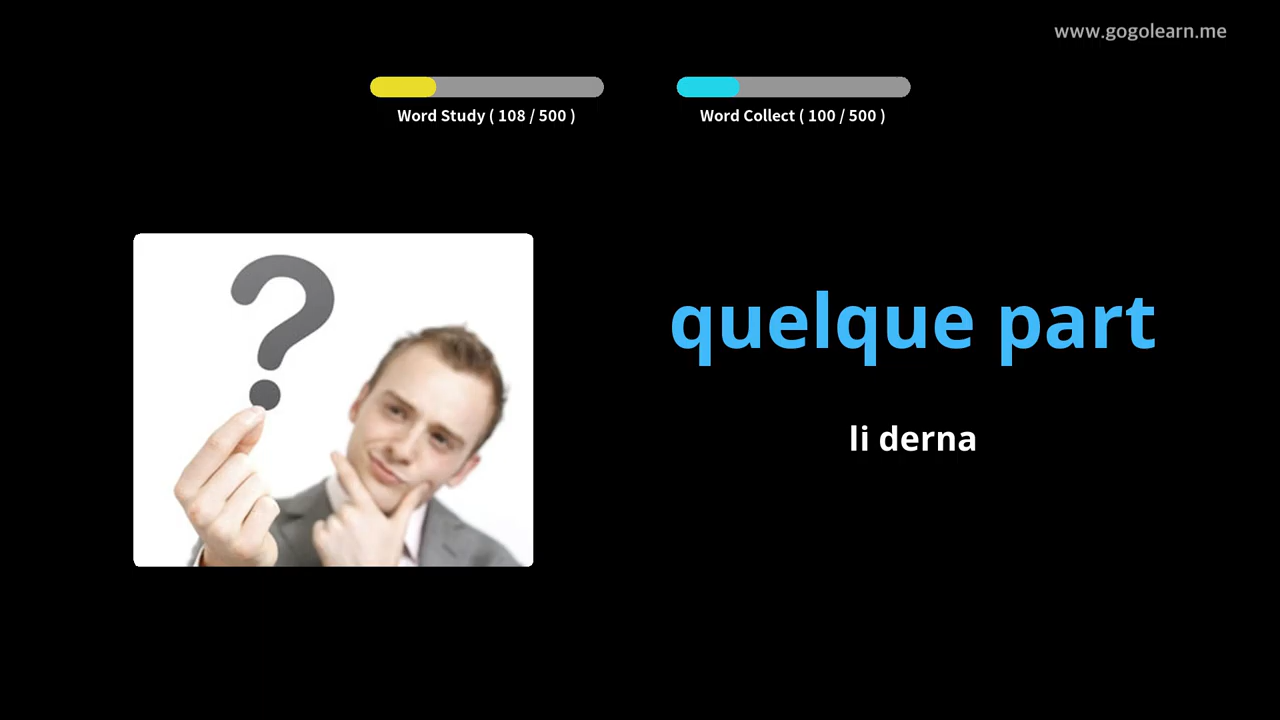 www.gogolearn.me
Word Study ( 108 / 500 )
Word Collect ( 100 / 500 )
quelque part
li derna